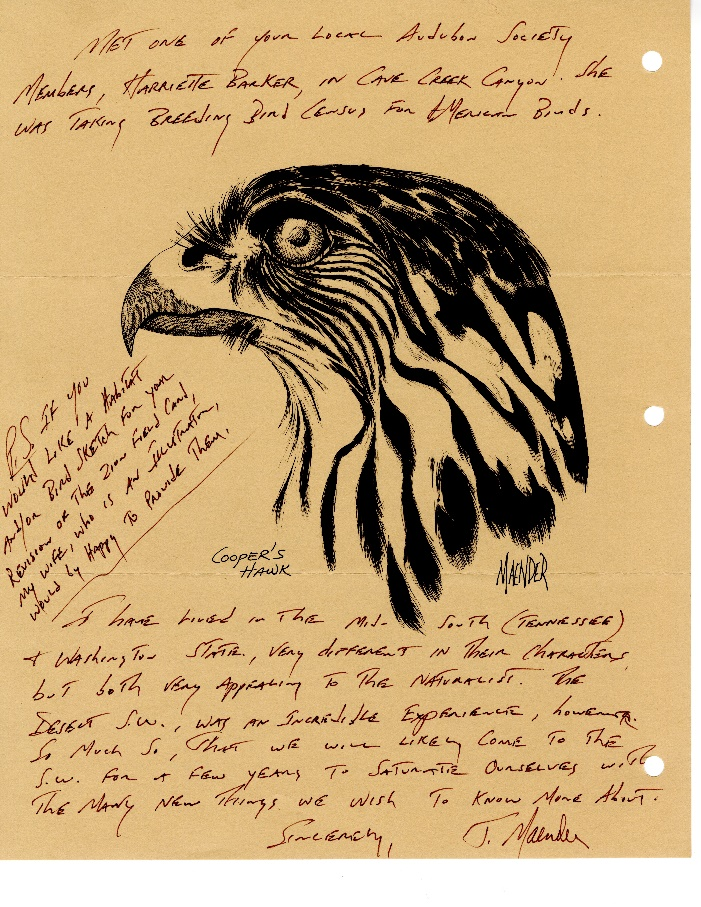 Met one of your local Audubon Society
Members, Harriette Barker, in Cave Creek Canyon. She
was taking Breeding Bird Census for American Birds.
P.S. If you
would like a habitat
and/or Bird sketch for your
Revision of the Zion Field Card,
my wife, who is an illustrator,
would by happy to provide them.
COOPER'S
HAWK
MAENDER
I have lived in the Mid-South (Tennessee)
+ Washington State, very different in their characters,
but both very appealing to the naturalist. The
Desert S.W., was an incredible experience, however.
So much so, that we will likely come to the
S.W. for a few years to saturate ourselves with
the many new things we wish to know more about.
Sincerely, J. Maender